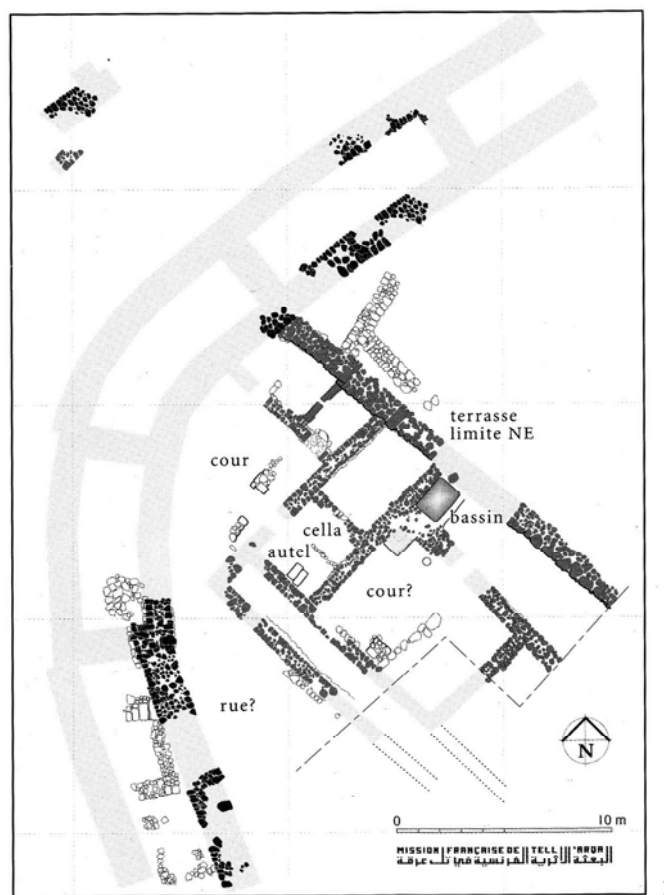 terrasse
limite NE
cour
bassin
cella
autel
cour?
rue?
N
0 10 m
MISSION FRANÇAISE DE TELL 'ARQA
البعثة الأثرية الفرنسية في تل عرقة